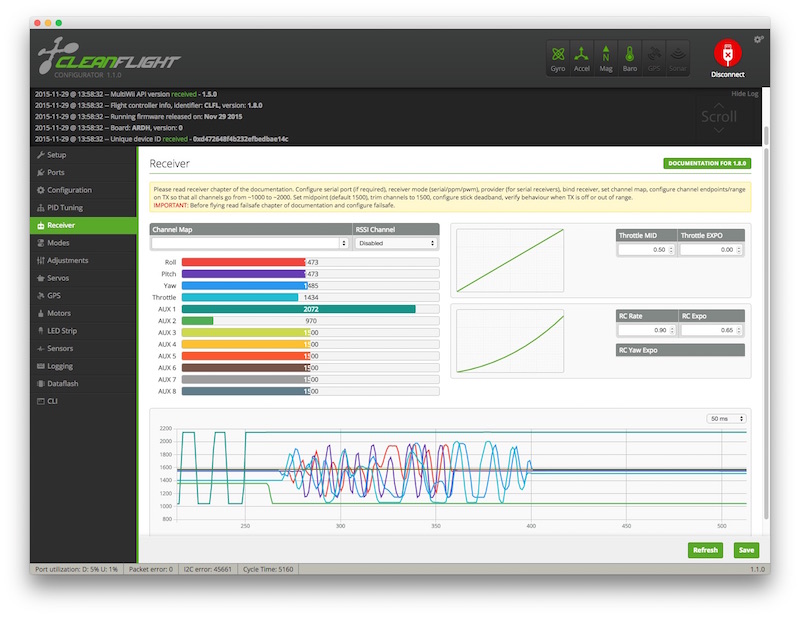 CLEANFLIGHT
CONFIGURATOR 1.1.0
Gyro Accel Mag Baro GPS Sonar
Disconnect
2015-11-29 @ 13:58:32 -- MultiWii API version received - 1.5.0
2015-11-29 @ 13:58:32 -- Flight controller info, identifier: CLFL, version: 1.8.0
2015-11-29 @ 13:58:32 -- Running firmware released on: Nov 29 2015
2015-11-29 @ 13:58:32 -- Board: ARDH, version: 0
2015-11-29 @ 13:58:32 -- Unique device ID received - 0xd472648f4b232efbedbae14c
Hide Log
Scroll
Setup
Ports
Configuration
PID Tuning
Receiver
Modes
Adjustments
Servos
GPS
Motors
LED Strip
Sensors
Logging
Dataflash
CLI
Receiver
DOCUMENTATION FOR 1.8.0
Please read receiver chapter of the documentation. Configure serial port (if required), receiver mode (serial/ppm/pwm), provider (for serial receivers), bind receiver, set channel map, configure channel endpoints/range
on TX so that all channels go from ~1000 to ~2000. Set midpoint (default 1500), trim channels to 1500, configure stick deadband, verify behaviour when TX is off or out of range.
IMPORTANT: Before flying read failsafe chapter of documentation and configure failsafe.
Channel Map
RSSI Channel
Disabled
Roll 1473
Pitch 1473
Yaw 1485
Throttle 1434
AUX 1 2072
AUX 2 970
AUX 3 1500
AUX 4 1500
AUX 5 1500
AUX 6 1500
AUX 7 1500
AUX 8 1500
Throttle MID Throttle EXPO
0.50 0.00
RC Rate RC Expo
0.90 0.65
RC Yaw Expo
50 ms
2200
2000
1800
1600
1400
1200
1000
800
250 300 350 400 450 500
Refresh Save
Port utilization: D: 5% U: 1% Packet error: 0 I2C error: 45661 Cycle Time: 5160 1.1.0